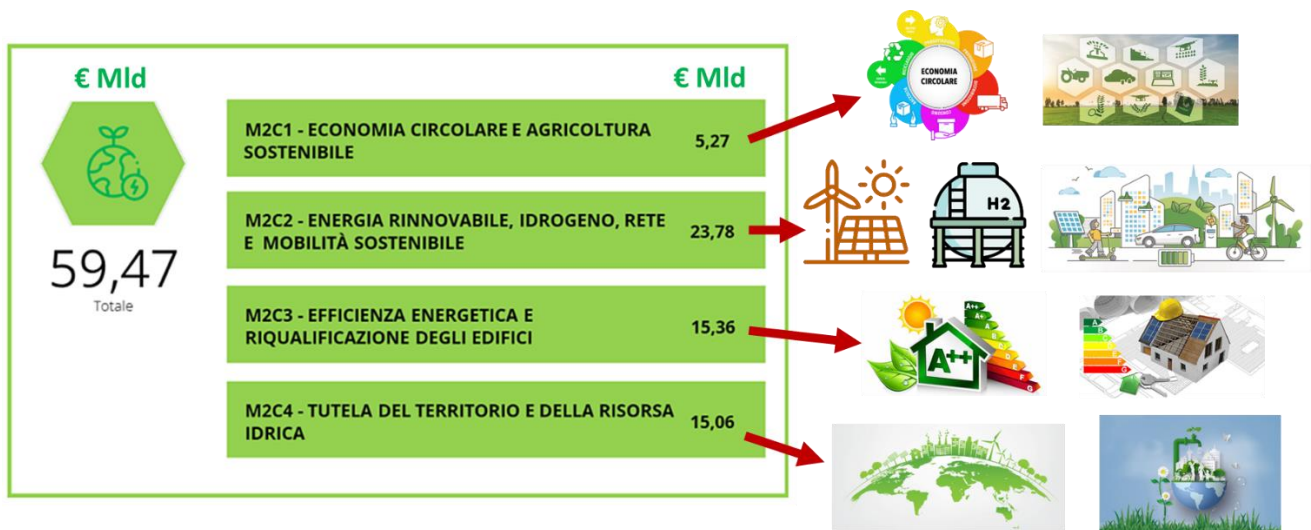 € Mld
€ Mld
59,47
Totale
M2C1 - ECONOMIA CIRCOLARE E AGRICOLTURA
SOSTENIBILE
5,27
M2C2 - ENERGIA RINNOVABILE, IDROGENO, RETE
E MOBILITÀ SOSTENIBILE
23,78
M2C3 - EFFICIENZA ENERGETICA E
RIQUALIFICAZIONE DEGLI EDIFICI
15,36
M2C4 - TUTELA DEL TERRITORIO E DELLA RISORSA
IDRICA
15,06
ECONOMIA
CIRCOLARE
H2
A++
A++